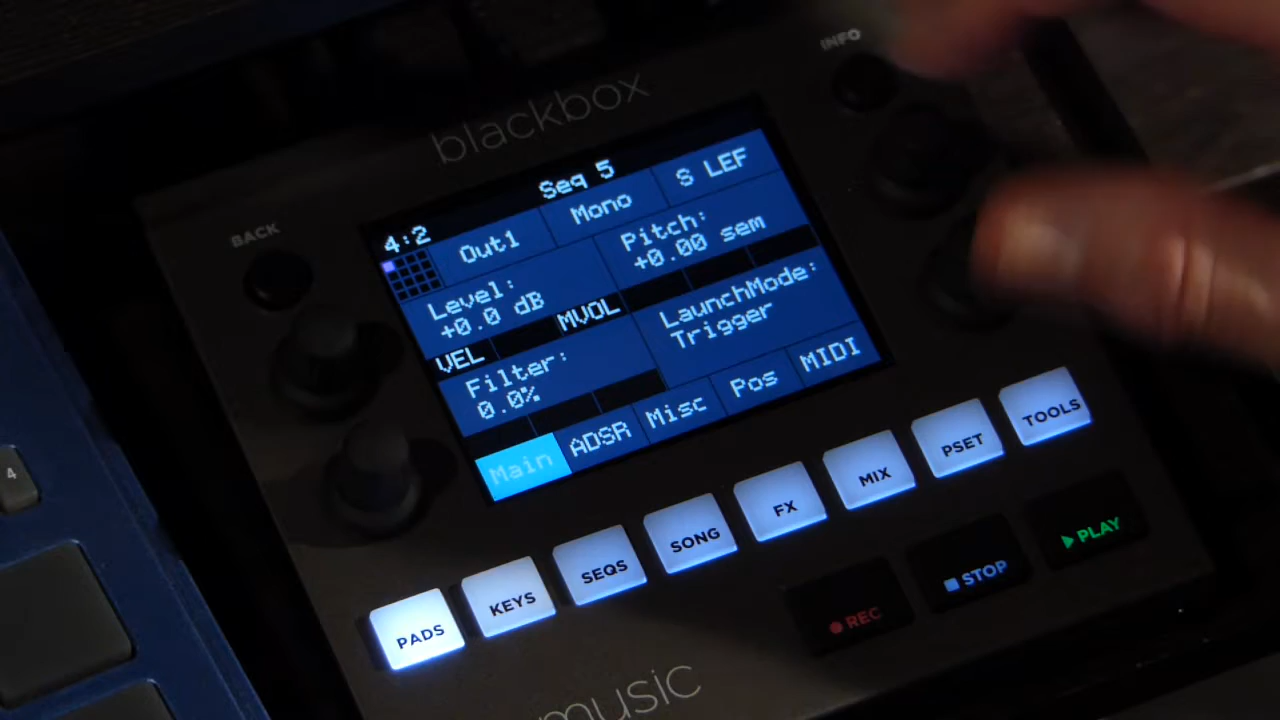 INFO
blackbox
BACK
Seq 5
4:2
Out1
Mono
S LEF
Level:
+0.0 dB
Pitch:
+0.00 sem
VEL
MVOL
Filter:
0.0%
LaunchMode:
Trigger
Main
ADSR
Misc
Pos
MIDI
PADS
KEYS
SEQS
SONG
FX
MIX
PSET
TOOLS
REC
STOP
PLAY
music
4